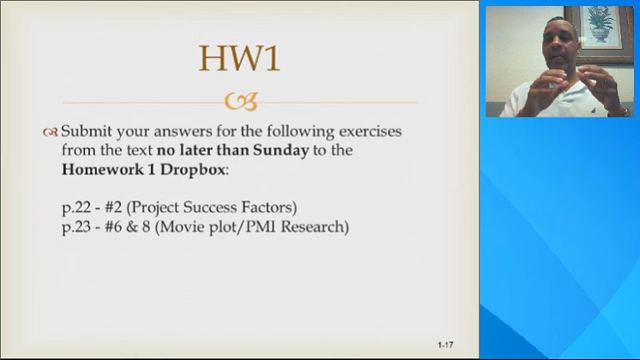 HW1
Submit your answers for the following exercises
from the text no later than Sunday to the
Homework 1 Dropbox:
p.22 - #2 (Project Success Factors)
p.23 - #6 & 8 (Movie plot/PMI Research)
1-17